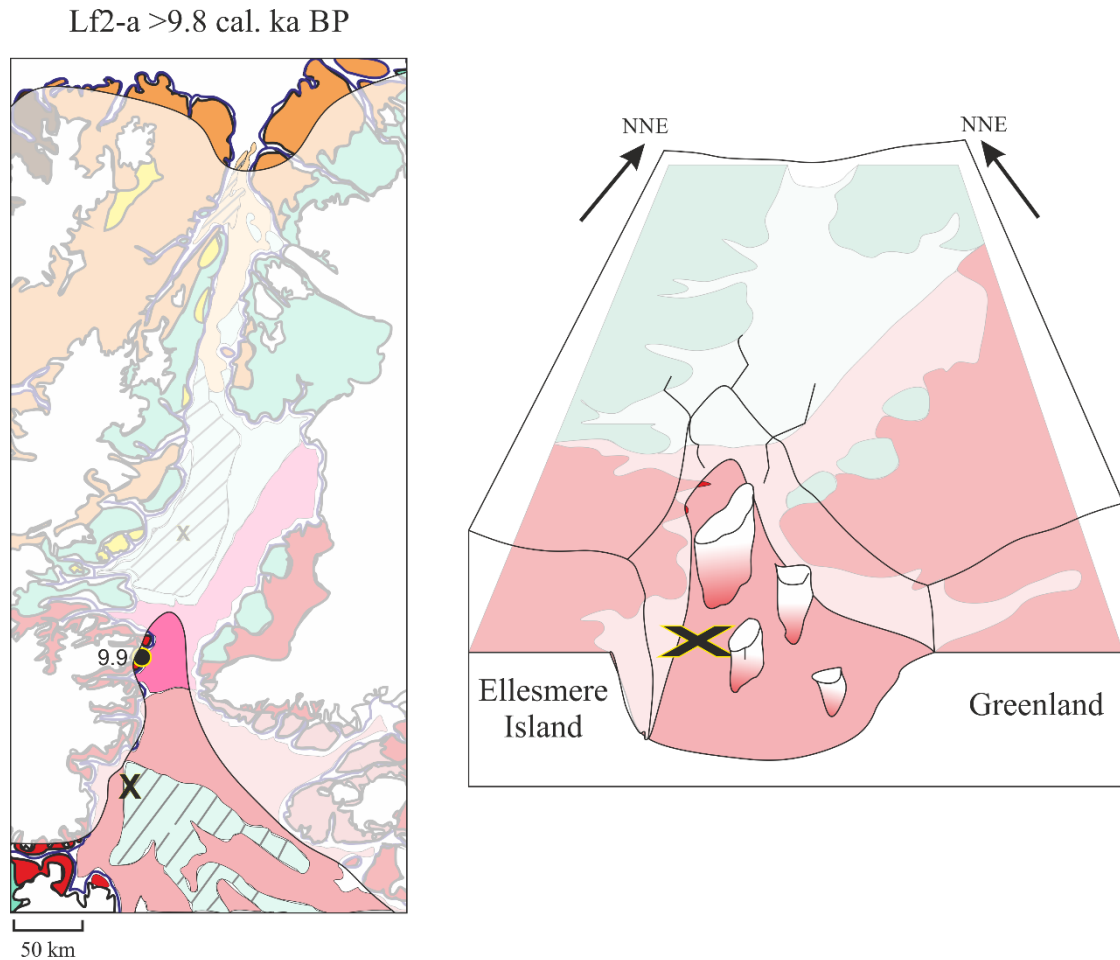 Lf2-a >9.8 cal. ka BP
NNE
NNE
X
9.9
X
Ellesmere
Island
Greenland
50 km